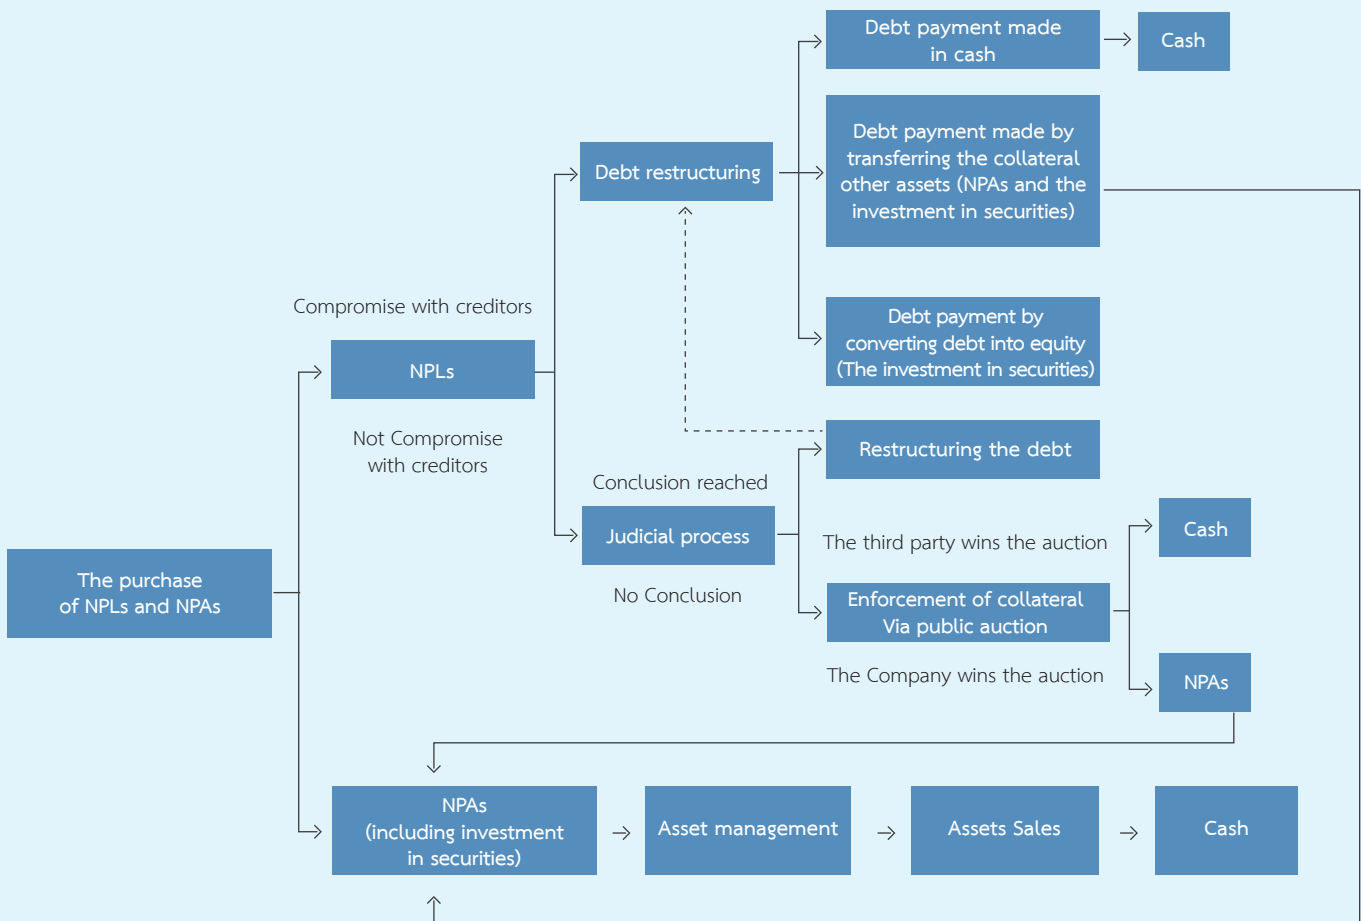 Debt payment made
in cash
Cash
Debt payment made by
transferring the collateral
other assets (NPAs and the
investment in securities)
Debt restructuring
Compromise with creditors
Debt payment by
converting debt into equity
(The investment in securities)
NPLs
Not Compromise
with creditors
Restructuring the debt
Conclusion reached
Judicial process
The third party wins the auction
Cash
The purchase
of NPLs and NPAs
No Conclusion
Enforcement of collateral
Via public auction
The Company wins the auction
NPAs
NPAs
(including investment
in securities)
Asset management
Assets Sales
Cash